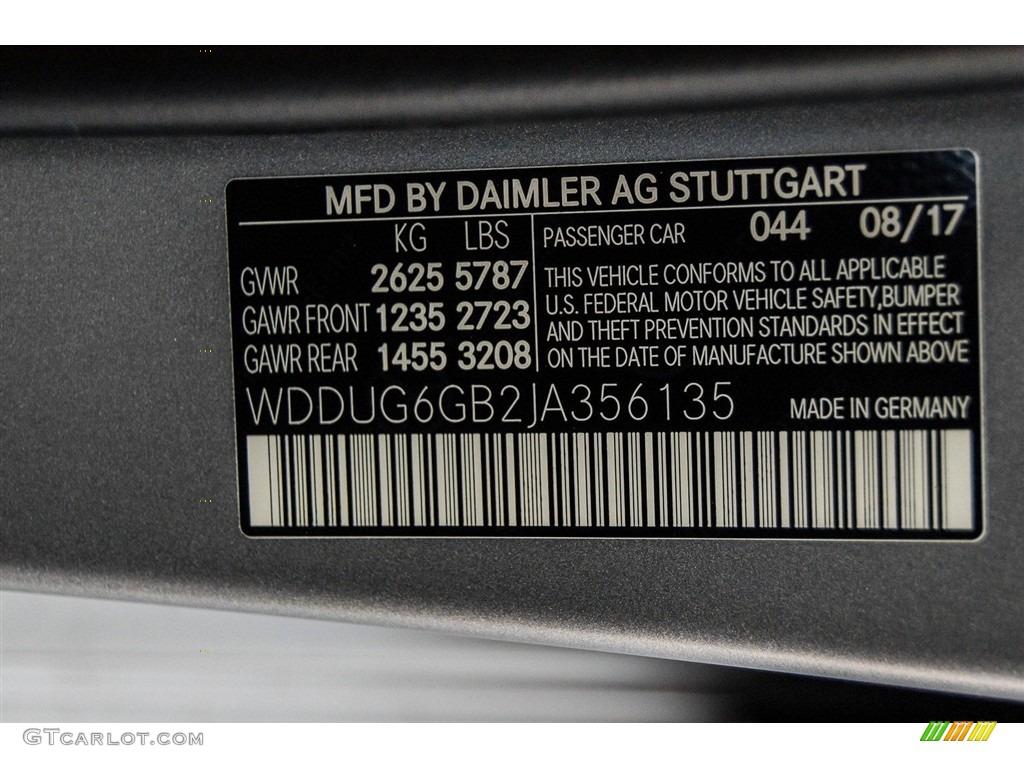 MFD BY DAIMLER AG STUTTGART
KG LBS PASSENGER CAR 044 08/17
GVWR 2625 5787
GAWR FRONT 1235 2723
GAWR REAR 1455 3208
THIS VEHICLE CONFORMS TO ALL APPLICABLE
U.S. FEDERAL MOTOR VEHICLE SAFETY,BUMPER
AND THEFT PREVENTION STANDARDS IN EFFECT
ON THE DATE OF MANUFACTURE SHOWN ABOVE
WDDUG6GB2JA356135 MADE IN GERMANY
GTCARLOT.COM